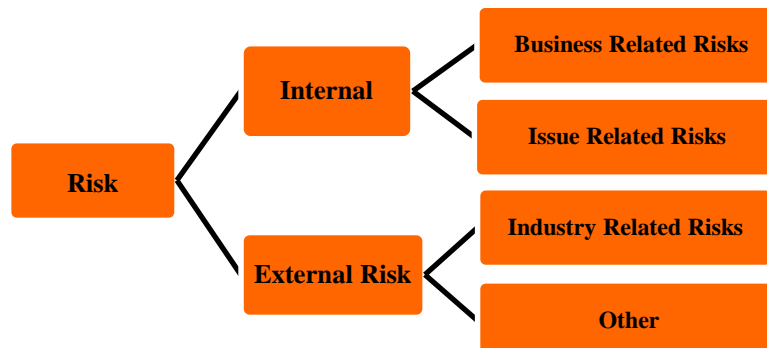 Risk
Internal
External Risk
Business Related Risks
Issue Related Risks
Industry Related Risks
Other